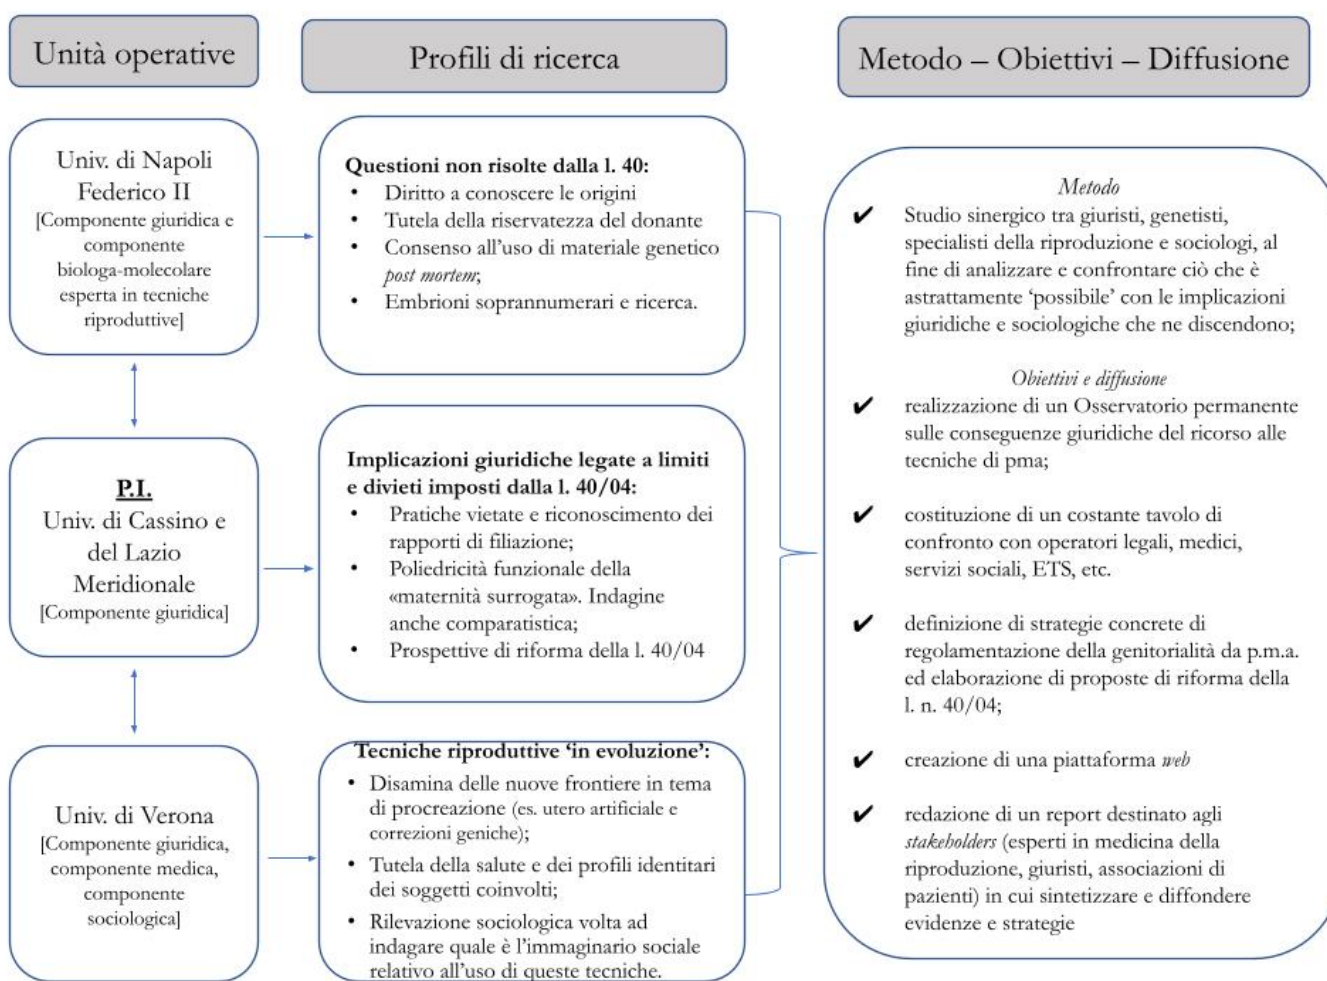 Unità operative
Profili di ricerca
Metodo – Obiettivi – Diffusione
Univ. di Napoli
Federico II
[Componente giuridica e
componente
biologa-molecolare
esperta in tecniche
riproduttive]
Questioni non risolte dalla l. 40:
• Diritto a conoscere le origini
• Tutela della riservatezza del donante
• Consenso all’uso di materiale genetico
post mortem;
• Embrioni soprannumerari e ricerca.
P.I.
Univ. di Cassino e
del Lazio
Meridionale
[Componente giuridica]
Implicazioni giuridiche legate a limiti
e divieti imposti dalla l. 40/04:
• Pratiche vietate e riconoscimento dei
rapporti di filiazione;
• Poliedricità funzionale della
«maternità surrogata». Indagine
anche comparatistica;
• Prospettive di riforma della l. 40/04
Univ. di Verona
[Componente giuridica,
componente medica,
componente
sociologica]
Tecniche riproduttive ‘in evoluzione’:
• Disamina delle nuove frontiere in tema
di procreazione (es. utero artificiale e
correzioni geniche);
• Tutela della salute e dei profili identitari
dei soggetti coinvolti;
• Rilevazione sociologica volta ad
indagare quale è l’immaginario sociale
relativo all’uso di queste tecniche.
Metodo
✔ Studio sinergico tra giuristi, genetisti,
specialisti della riproduzione e sociologi, al
fine di analizzare e confrontare ciò che è
astrattamente ‘possibile’ con le implicazioni
giuridiche e sociologiche che ne discendono;
Obiettivi e diffusione
✔ realizzazione di un Osservatorio permanente
sulle conseguenze giuridiche del ricorso alle
tecniche di pma;
✔ costituzione di un costante tavolo di
confronto con operatori legali, medici,
servizi sociali, ETS, etc.
✔ definizione di strategie concrete di
regolamentazione della genitorialità da p.m.a.
ed elaborazione di proposte di riforma della
l. n. 40/04;
✔ creazione di una piattaforma web
✔ redazione di un report destinato agli
stakeholders (esperti in medicina della
riproduzione, giuristi, associazioni di
pazienti) in cui sintetizzare e diffondere
evidenze e strategie